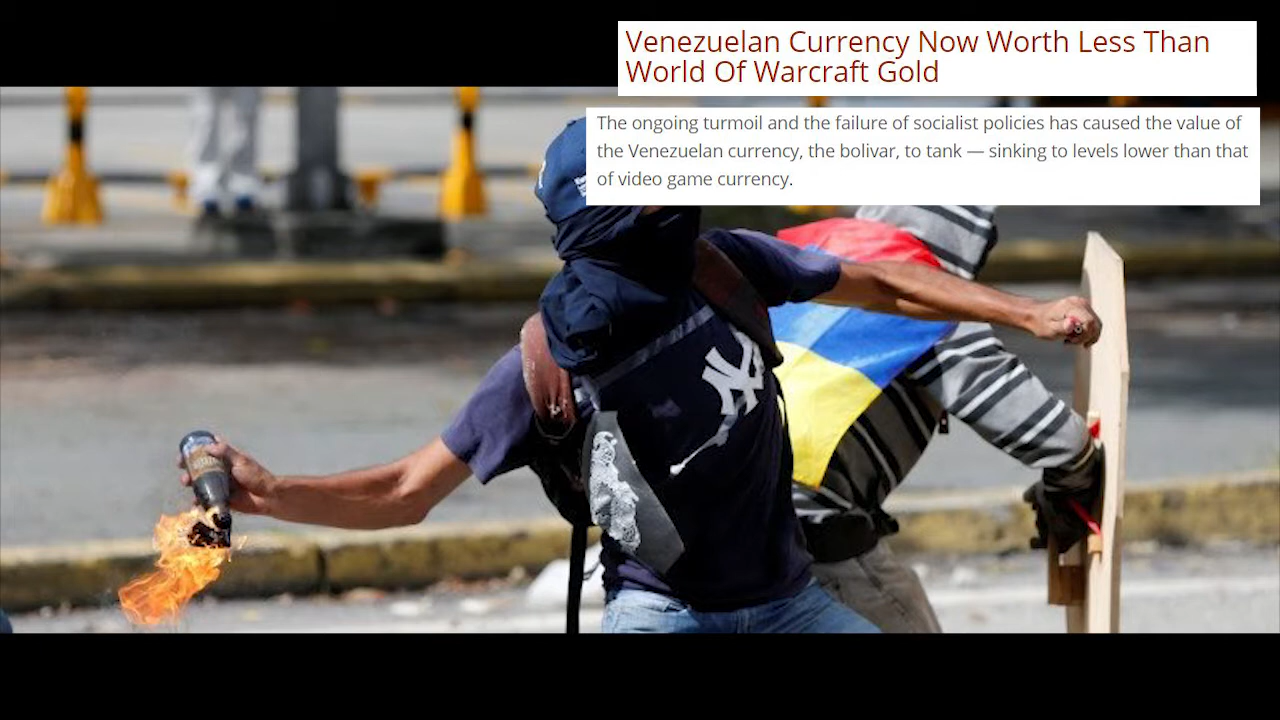 Venezuelan Currency Now Worth Less Than
World Of Warcraft Gold
The ongoing turmoil and the failure of socialist policies has caused the value of
the Venezuelan currency, the bolivar, to tank — sinking to levels lower than that
of video game currency.
NY